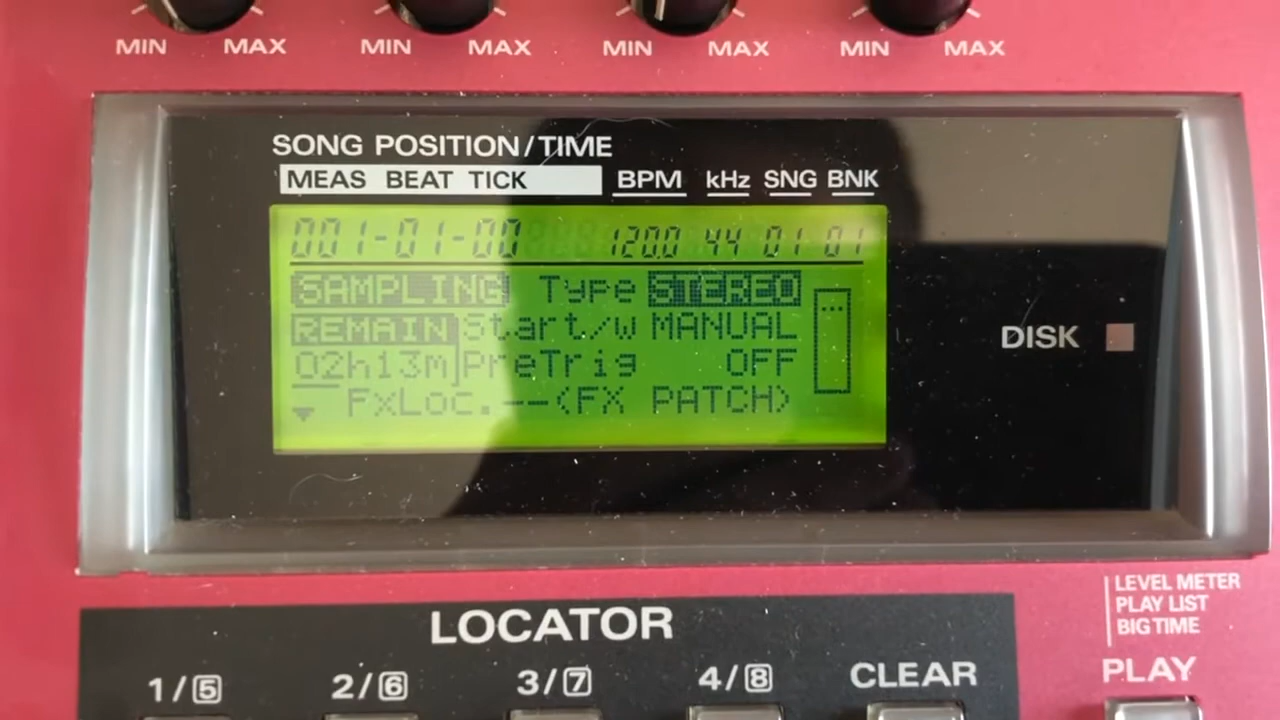 MIN MAX MIN MAX MIN MAX MIN MAX
SONG POSITION/TIME
MEAS BEAT TICK BPM kHz SNG BNK
001-01-00 120.0 44 01 01
SAMPLING Type STEREO
REMAIN Start/w MANUAL
02h13m PreTrig OFF
FxLoc.--(FX PATCH)
DISK
LEVEL METER
PLAY LIST
BIG TIME
LOCATOR
1/5 2/6 3/7 4/8 CLEAR PLAY